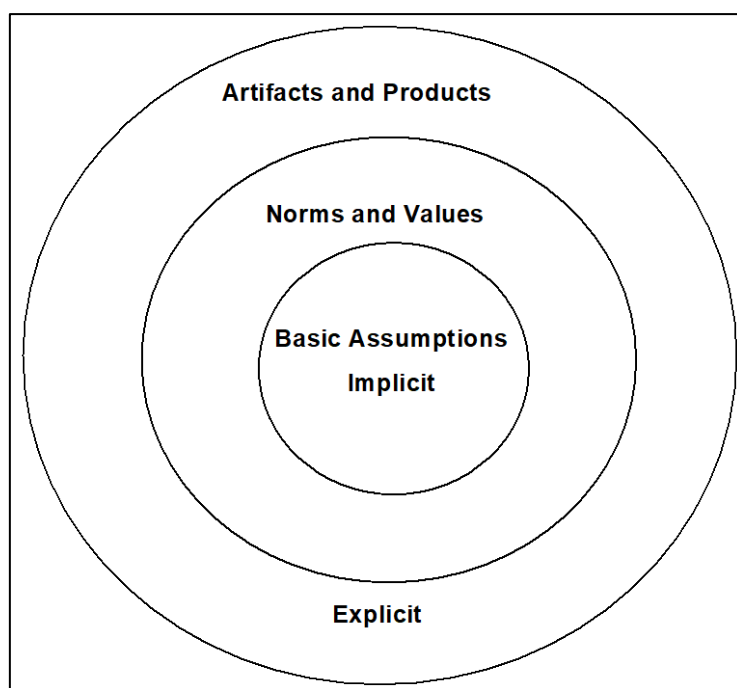 Artifacts and Products
Norms and Values
Basic Assumptions
Implicit
Explicit